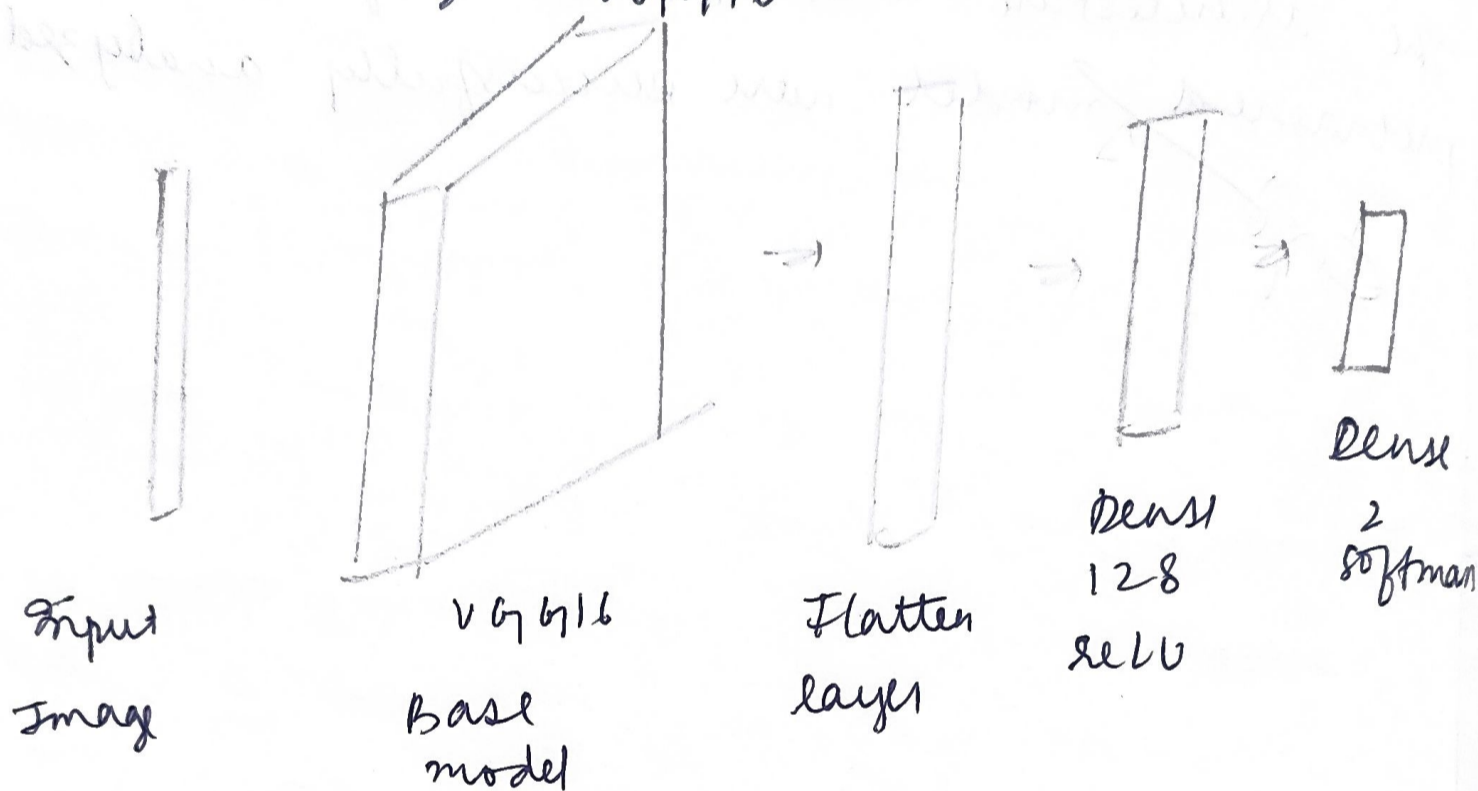 Input
Image
VGG16
Base
model
Flatten
layer
Dense
128
reLU
Dense
2
softmax